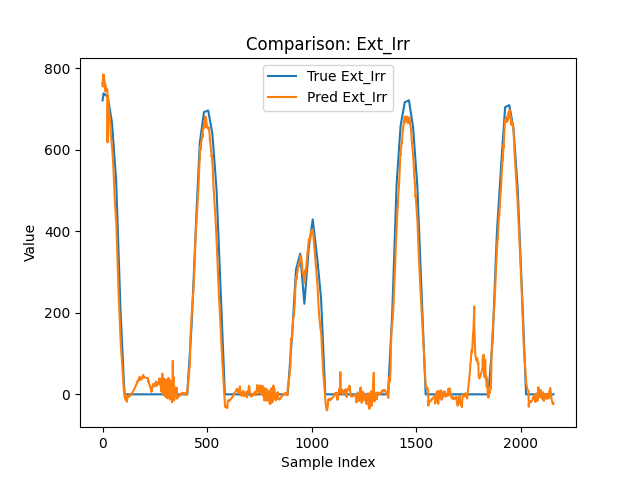 Comparison: Ext_Irr
True Ext_Irr
Pred Ext_Irr
Value
800
600
400
200
0
0 500 1000 1500 2000
Sample Index